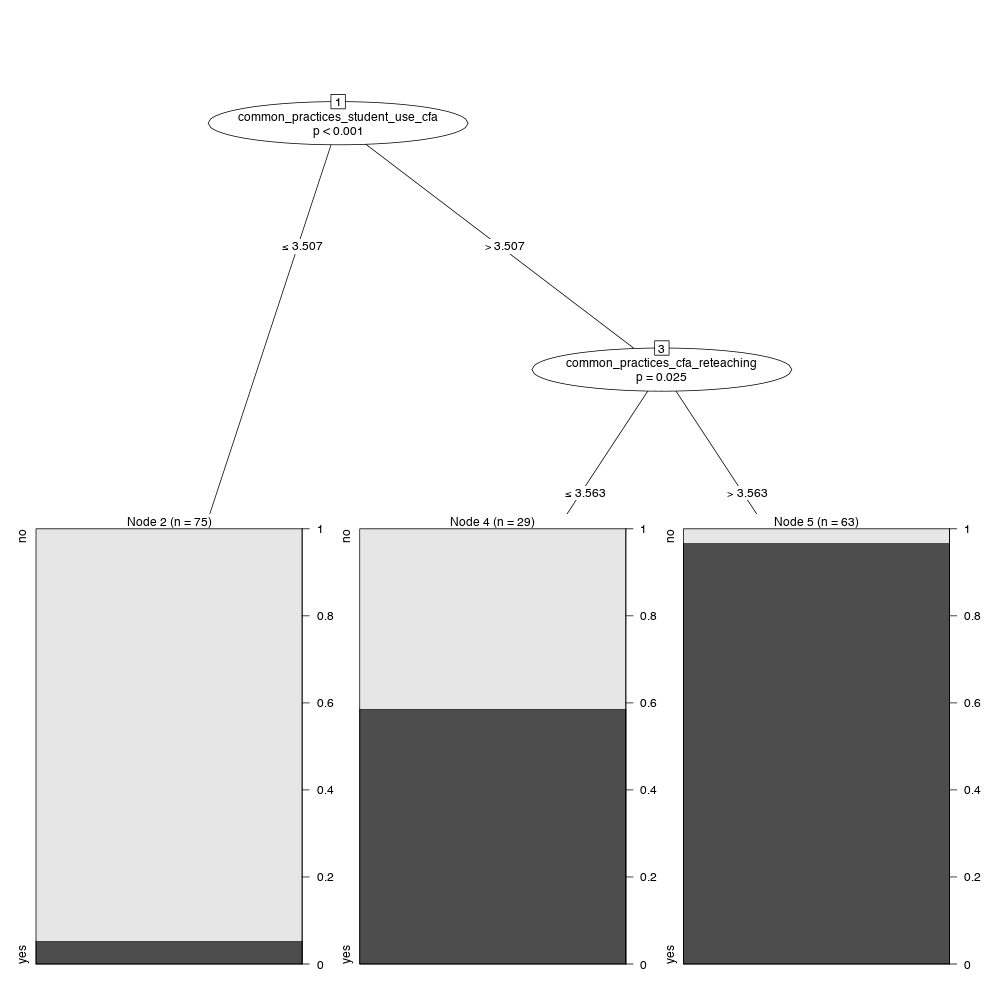 1
common_practices_student_use_cfa
p < 0.001
≤ 3.507
> 3.507
3
common_practices_cfa_reteaching
p = 0.025
≤ 3.563
> 3.563
Node 2 (n = 75)
no
yes
1
0.8
0.6
0.4
0.2
0
Node 4 (n = 29)
no
yes
1
0.8
0.6
0.4
0.2
0
Node 5 (n = 63)
no
yes
1
0.8
0.6
0.4
0.2
0